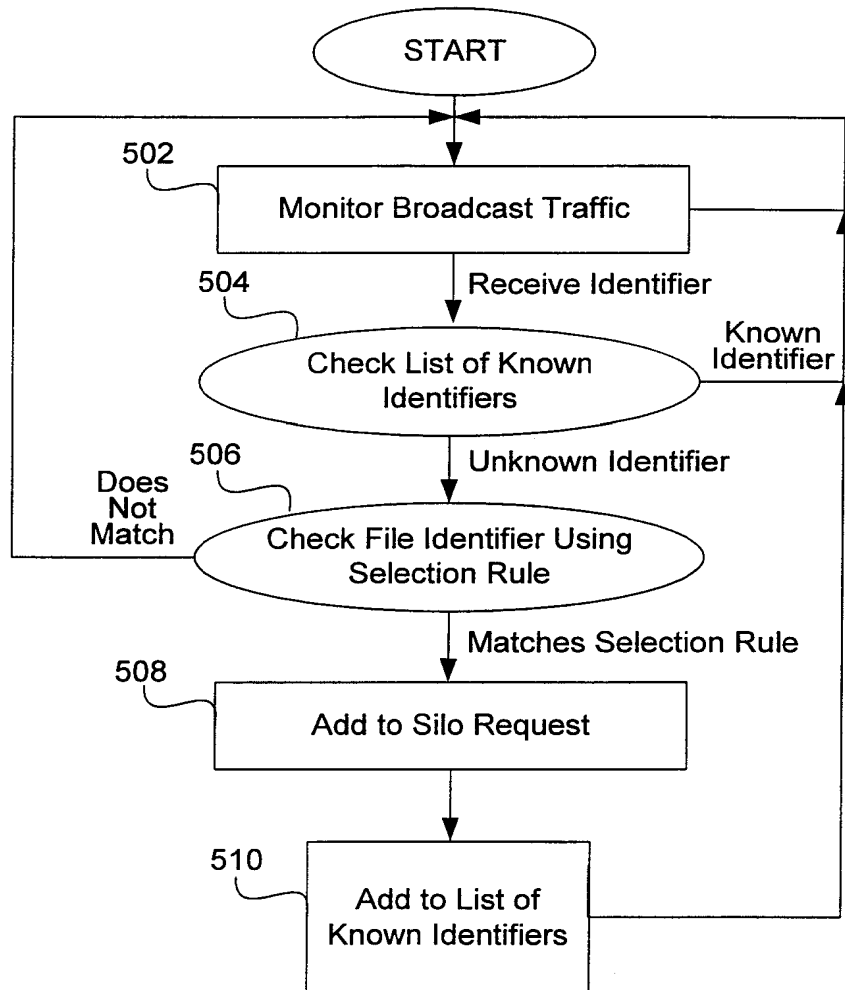 START
502
Monitor Broadcast Traffic
Receive Identifier
504
Check List of Known
Identifiers
Known
Identifier
Unknown Identifier
506
Does
Not
Match
Check File Identifier Using
Selection Rule
Matches Selection Rule
508
Add to Silo Request
510
Add to List of
Known Identifiers